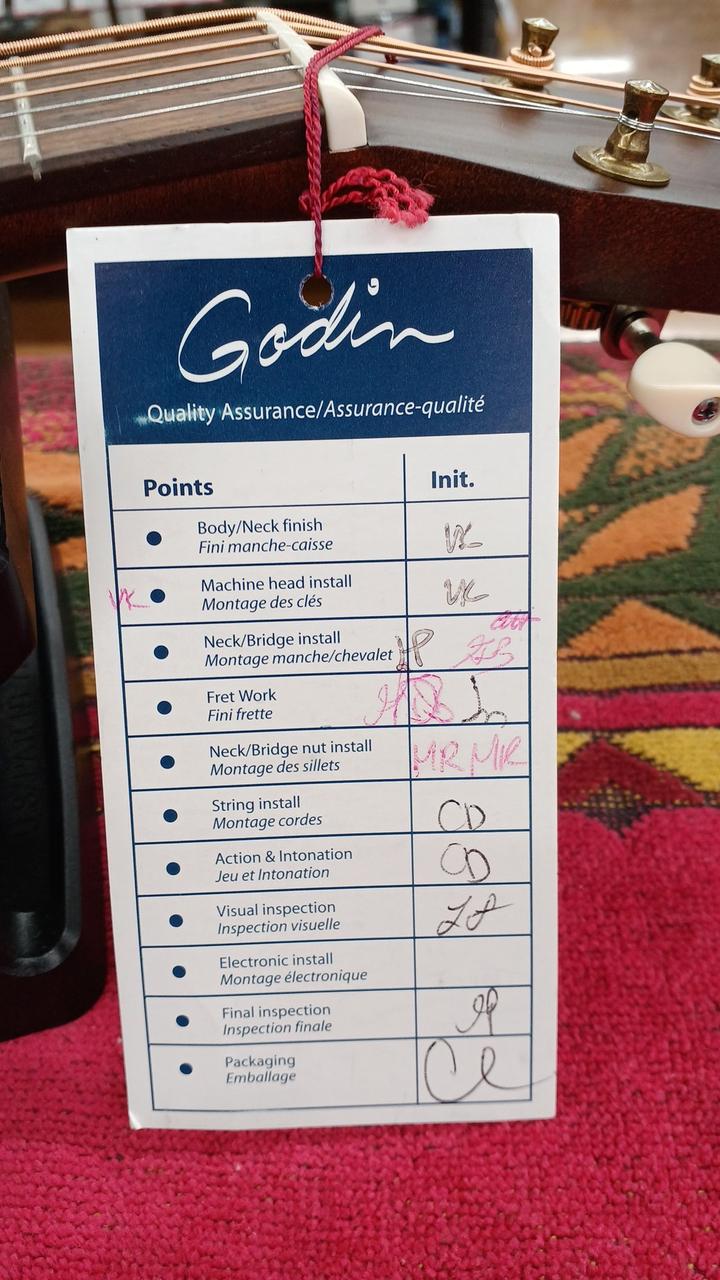 Godin
Quality Assurance/Assurance-qualité
Points Init.
Body/Neck finish
Fini manche-caisse
VK
Machine head install
Montage des clés
VK VK
Neck/Bridge install
Montage manche/chevalet
Fret Work
Fini frette
Neck/Bridge nut install
Montage des sillets
MR MR
String install
Montage cordes
CD
Action & Intonation
Jeu et Intonation
CD
Visual inspection
Inspection visuelle
Electronic install
Montage électronique
Final inspection
Inspection finale
Packaging
Emballage